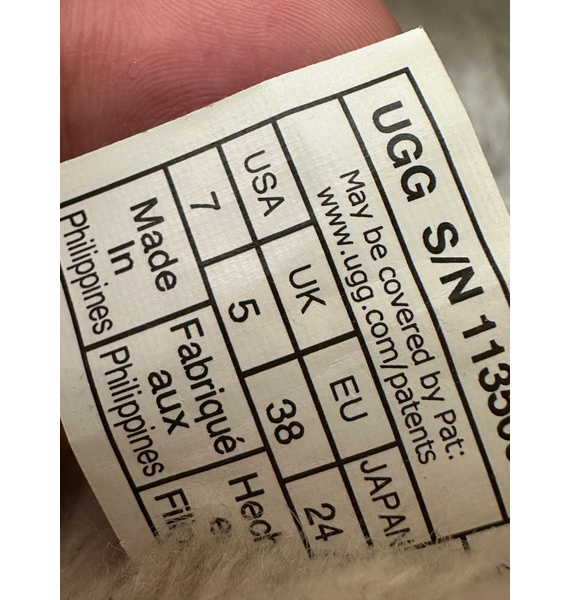 UGG S/N 1135
May be covered by Pat:
www.ugg.com/patents
USA UK EU JAPAN
7 5 38 24
Made Fabriqué
In aux
Philippines Philippines